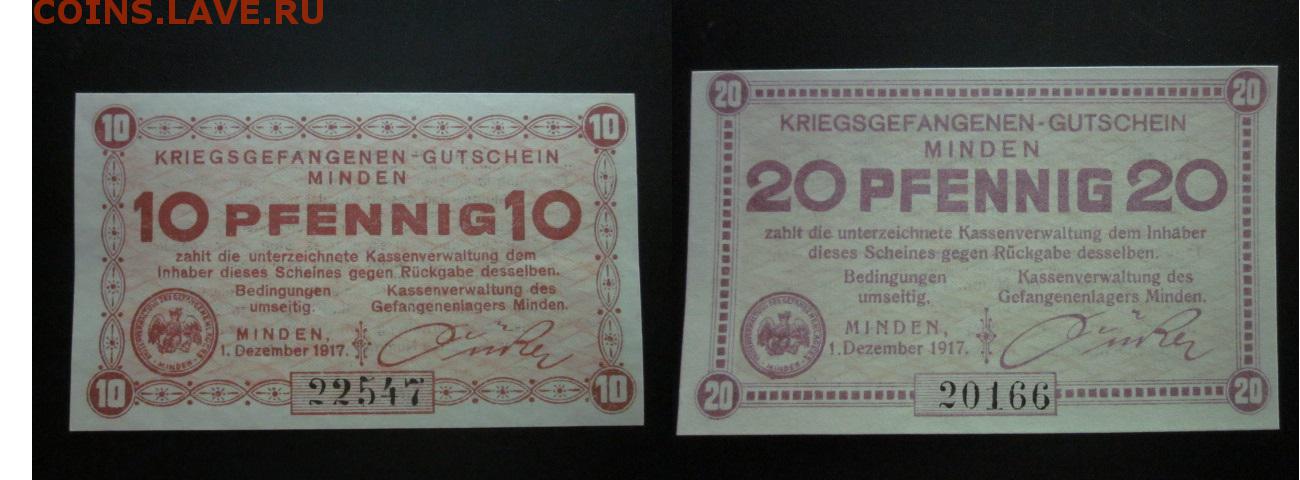 COINS.LAVE.RU
10 10
KRIEGSGEFANGENEN-GUTSCHEIN
MINDEN
10 PFENNIG 10
zahlt die unterzeichnete Kassenverwaltung dem
Inhaber dieses Scheines gegen Rückgabe desselben.
Bedingungen Kassenverwaltung des
umseitig. Gefangenenlagers Minden.
MINDEN,
1. Dezember 1917.
10 22547 10
20 20
KRIEGSGEFANGENEN-GUTSCHEIN
MINDEN
20 PFENNIG 20
zahlt die unterzeichnete Kassenverwaltung dem Inhaber
dieses Scheines gegen Rückgabe desselben.
Bedingungen Kassenverwaltung des
umseitig. Gefangenenlagers Minden.
MINDEN,
1. Dezember 1917.
20 20166 20